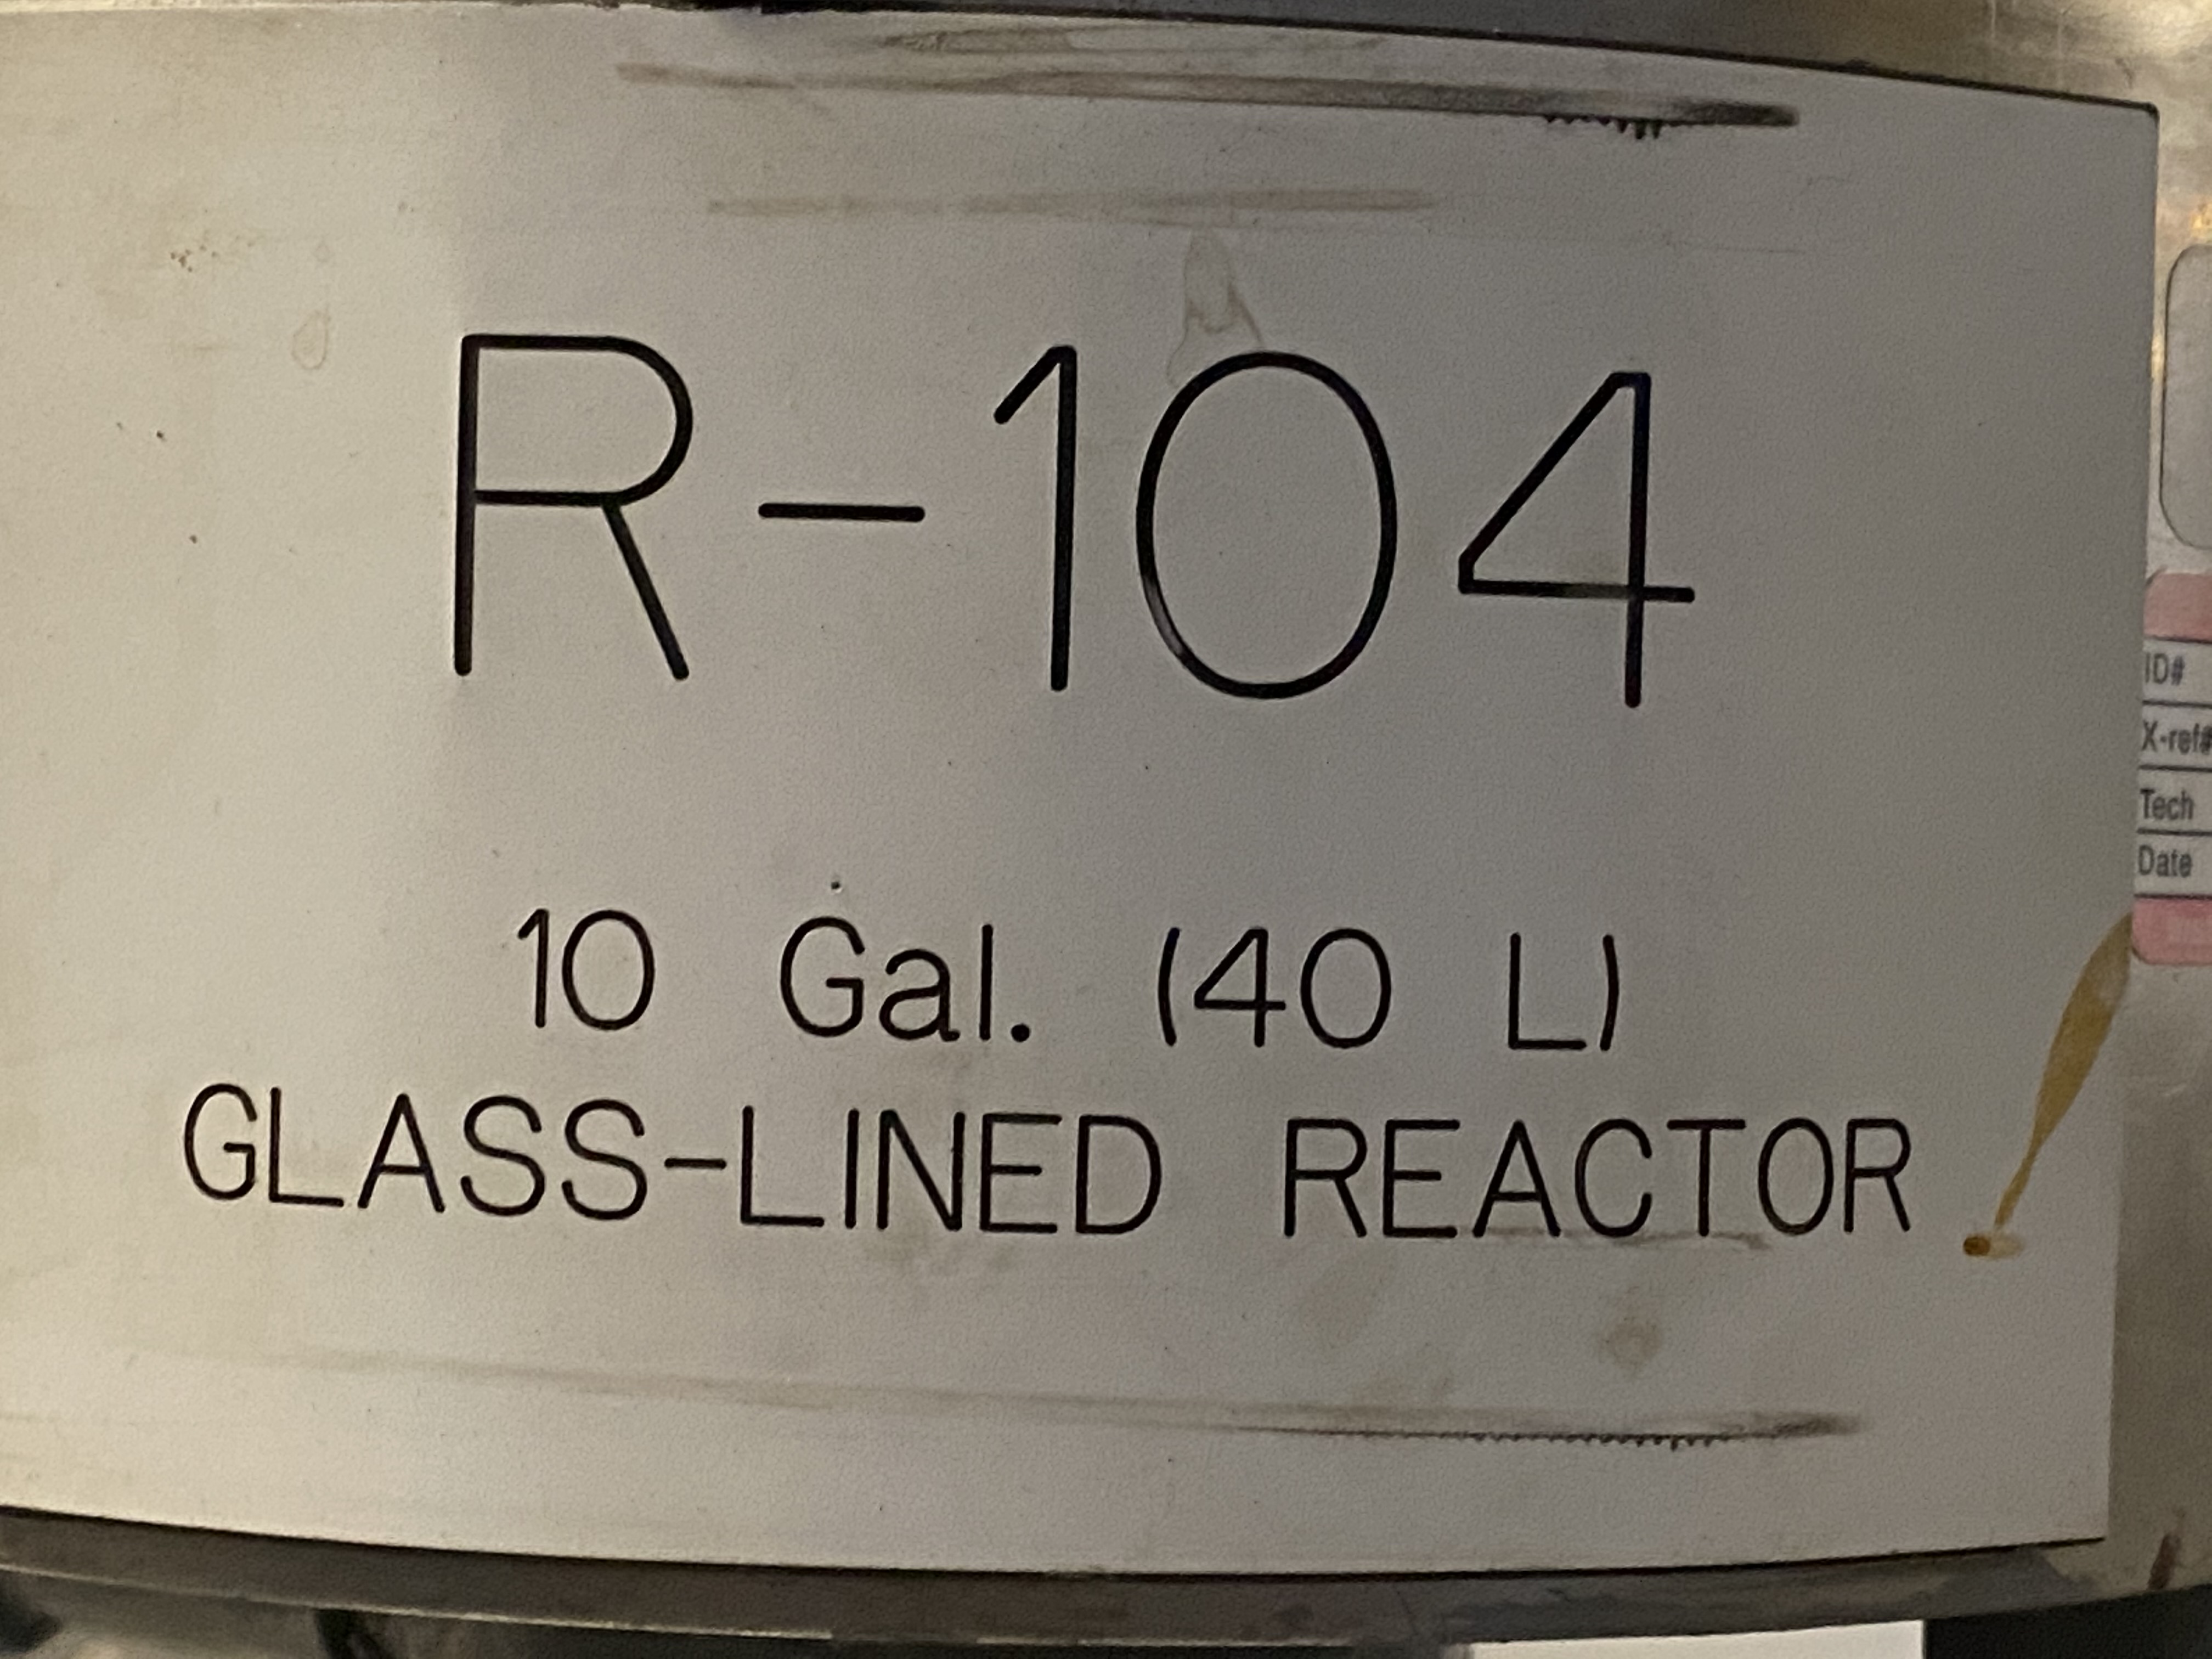 R-104
10 Gal. (40 L)
GLASS-LINED REACTOR
ID#
X-ref#
Tech
Date